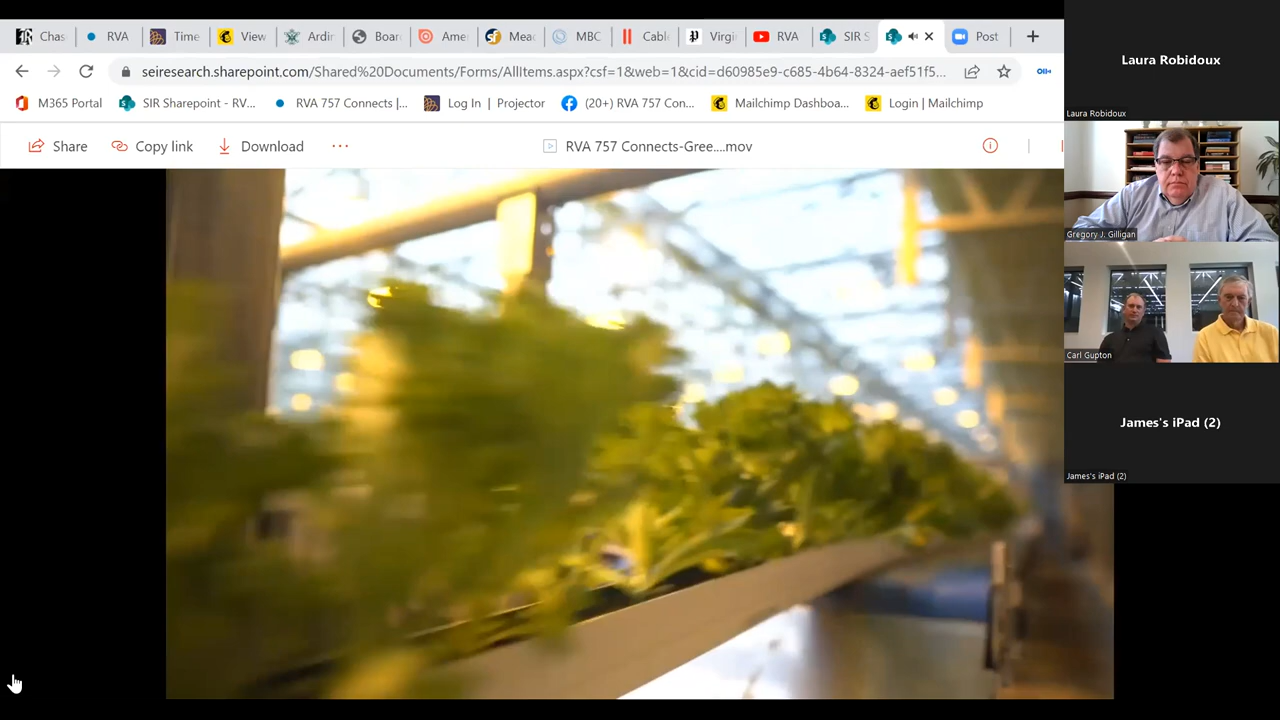 Chas
RVA
Time
View
Ardir
Boar
Ame
Mea
MBC
Cable
Virgi
RVA
SIR S
Post
seiresearch.sharepoint.com/Shared%20Documents/Forms/AllItems.aspx?csf=1&web=1&cid=d60985e9-c685-4b64-8324-aef51f5...
M365 Portal
SIR Sharepoint - RV...
RVA 757 Connects |...
Log In | Projector
(20+) RVA 757 Con...
Mailchimp Dashboa...
Login | Mailchimp
Share
Copy link
Download
RVA 757 Connects-Gree....mov
Laura Robidoux
Laura Robidoux
Gregory J. Gilligan
Carl Gupton
James's iPad (2)
James's iPad (2)